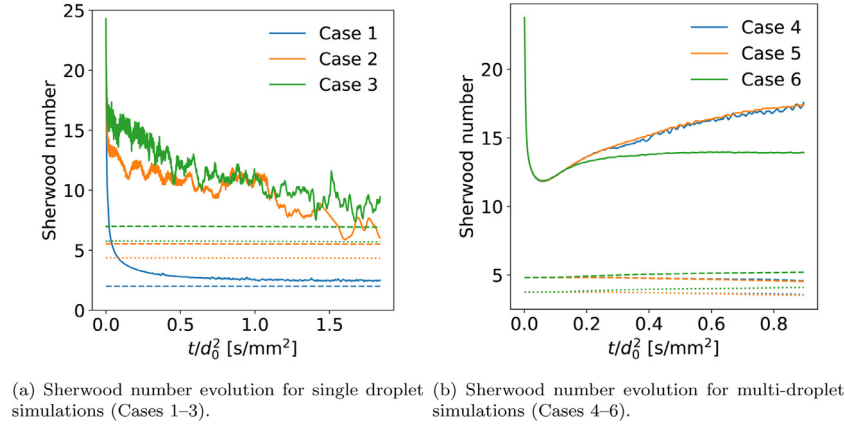 25
20
15
10
5
0
Sherwood number
Case 1
Case 2
Case 3
0.0 0.5 1.0 1.5
t/d₀² [s/mm²]
20
15
10
5
Sherwood number
Case 4
Case 5
Case 6
0.0 0.2 0.4 0.6 0.8
t/d₀² [s/mm²]
(a) Sherwood number evolution for single droplet
simulations (Cases 1–3).
(b) Sherwood number evolution for multi-droplet
simulations (Cases 4–6).